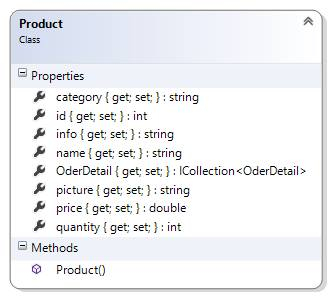 Product
Class
Properties
category { get; set; } : string
id { get; set; } : int
info { get; set; } : string
name { get; set; } : string
OderDetail { get; set; } : ICollection<OderDetail>
picture { get; set; } : string
price { get; set; } : double
quantity { get; set; } : int
Methods
Product()